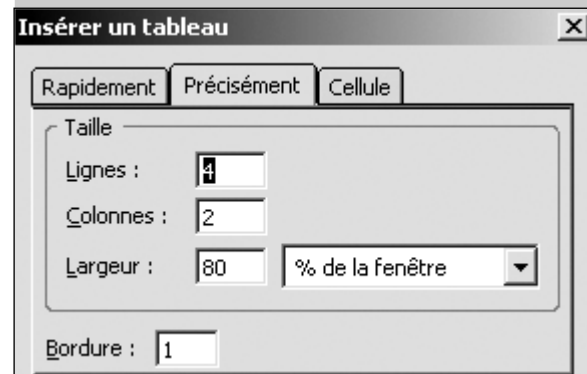 Insérer un tableau
Rapidement Précisément Cellule
Taille
Lignes : 4
Colonnes : 2
Largeur : 80 % de la fenêtre
Bordure : 1